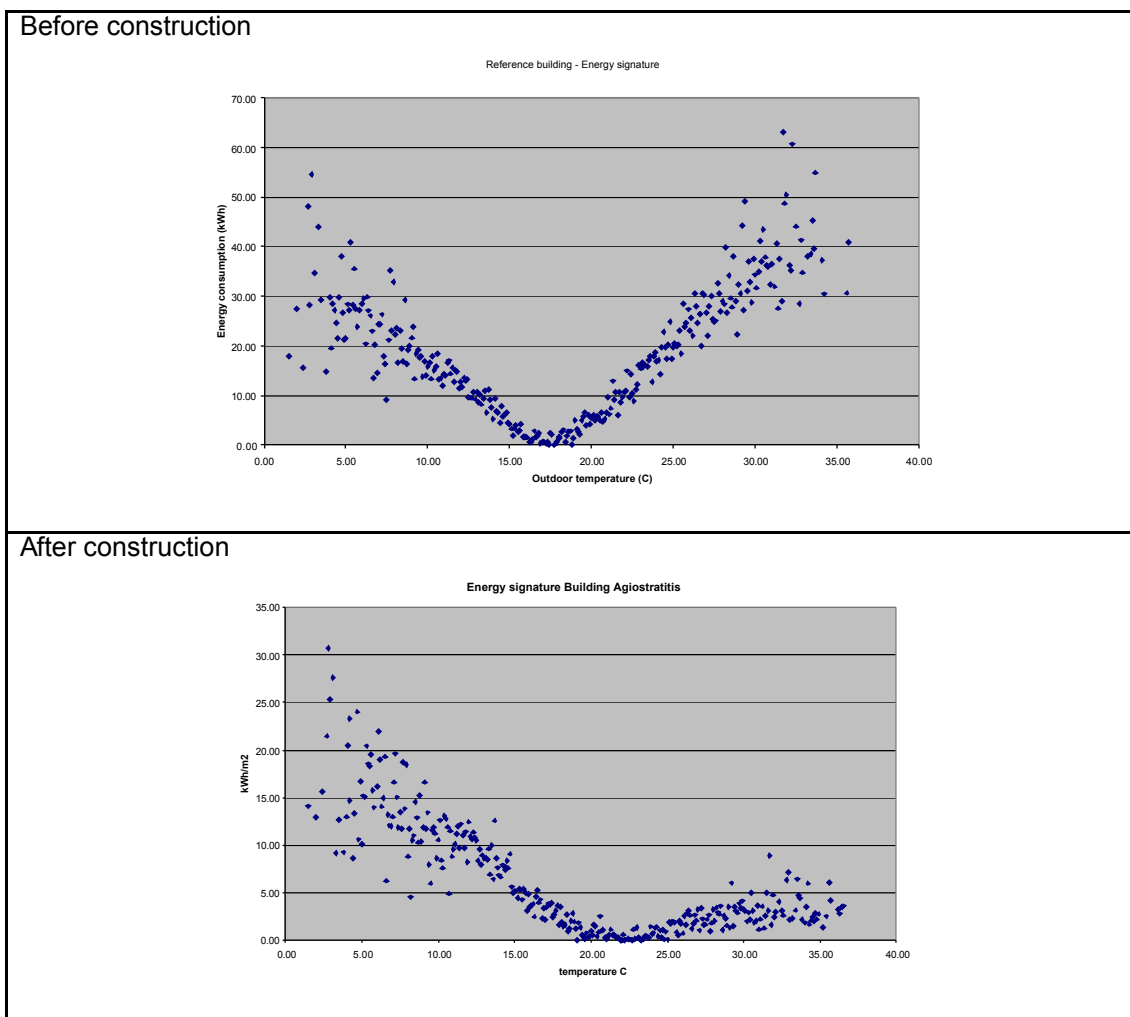 Before construction
Reference building - Energy signature
70.00
60.00
50.00
40.00
30.00
20.00
10.00
0.00
Energy consumption (kWh)
0.00 5.00 10.00 15.00 20.00 25.00 30.00 35.00 40.00
Outdoor temperature (C)
After construction
Energy signature Building Agiostratitis
35.00
30.00
25.00
20.00
15.00
10.00
5.00
0.00
kWh/m2
0.00 5.00 10.00 15.00 20.00 25.00 30.00 35.00 40.00
temperature C